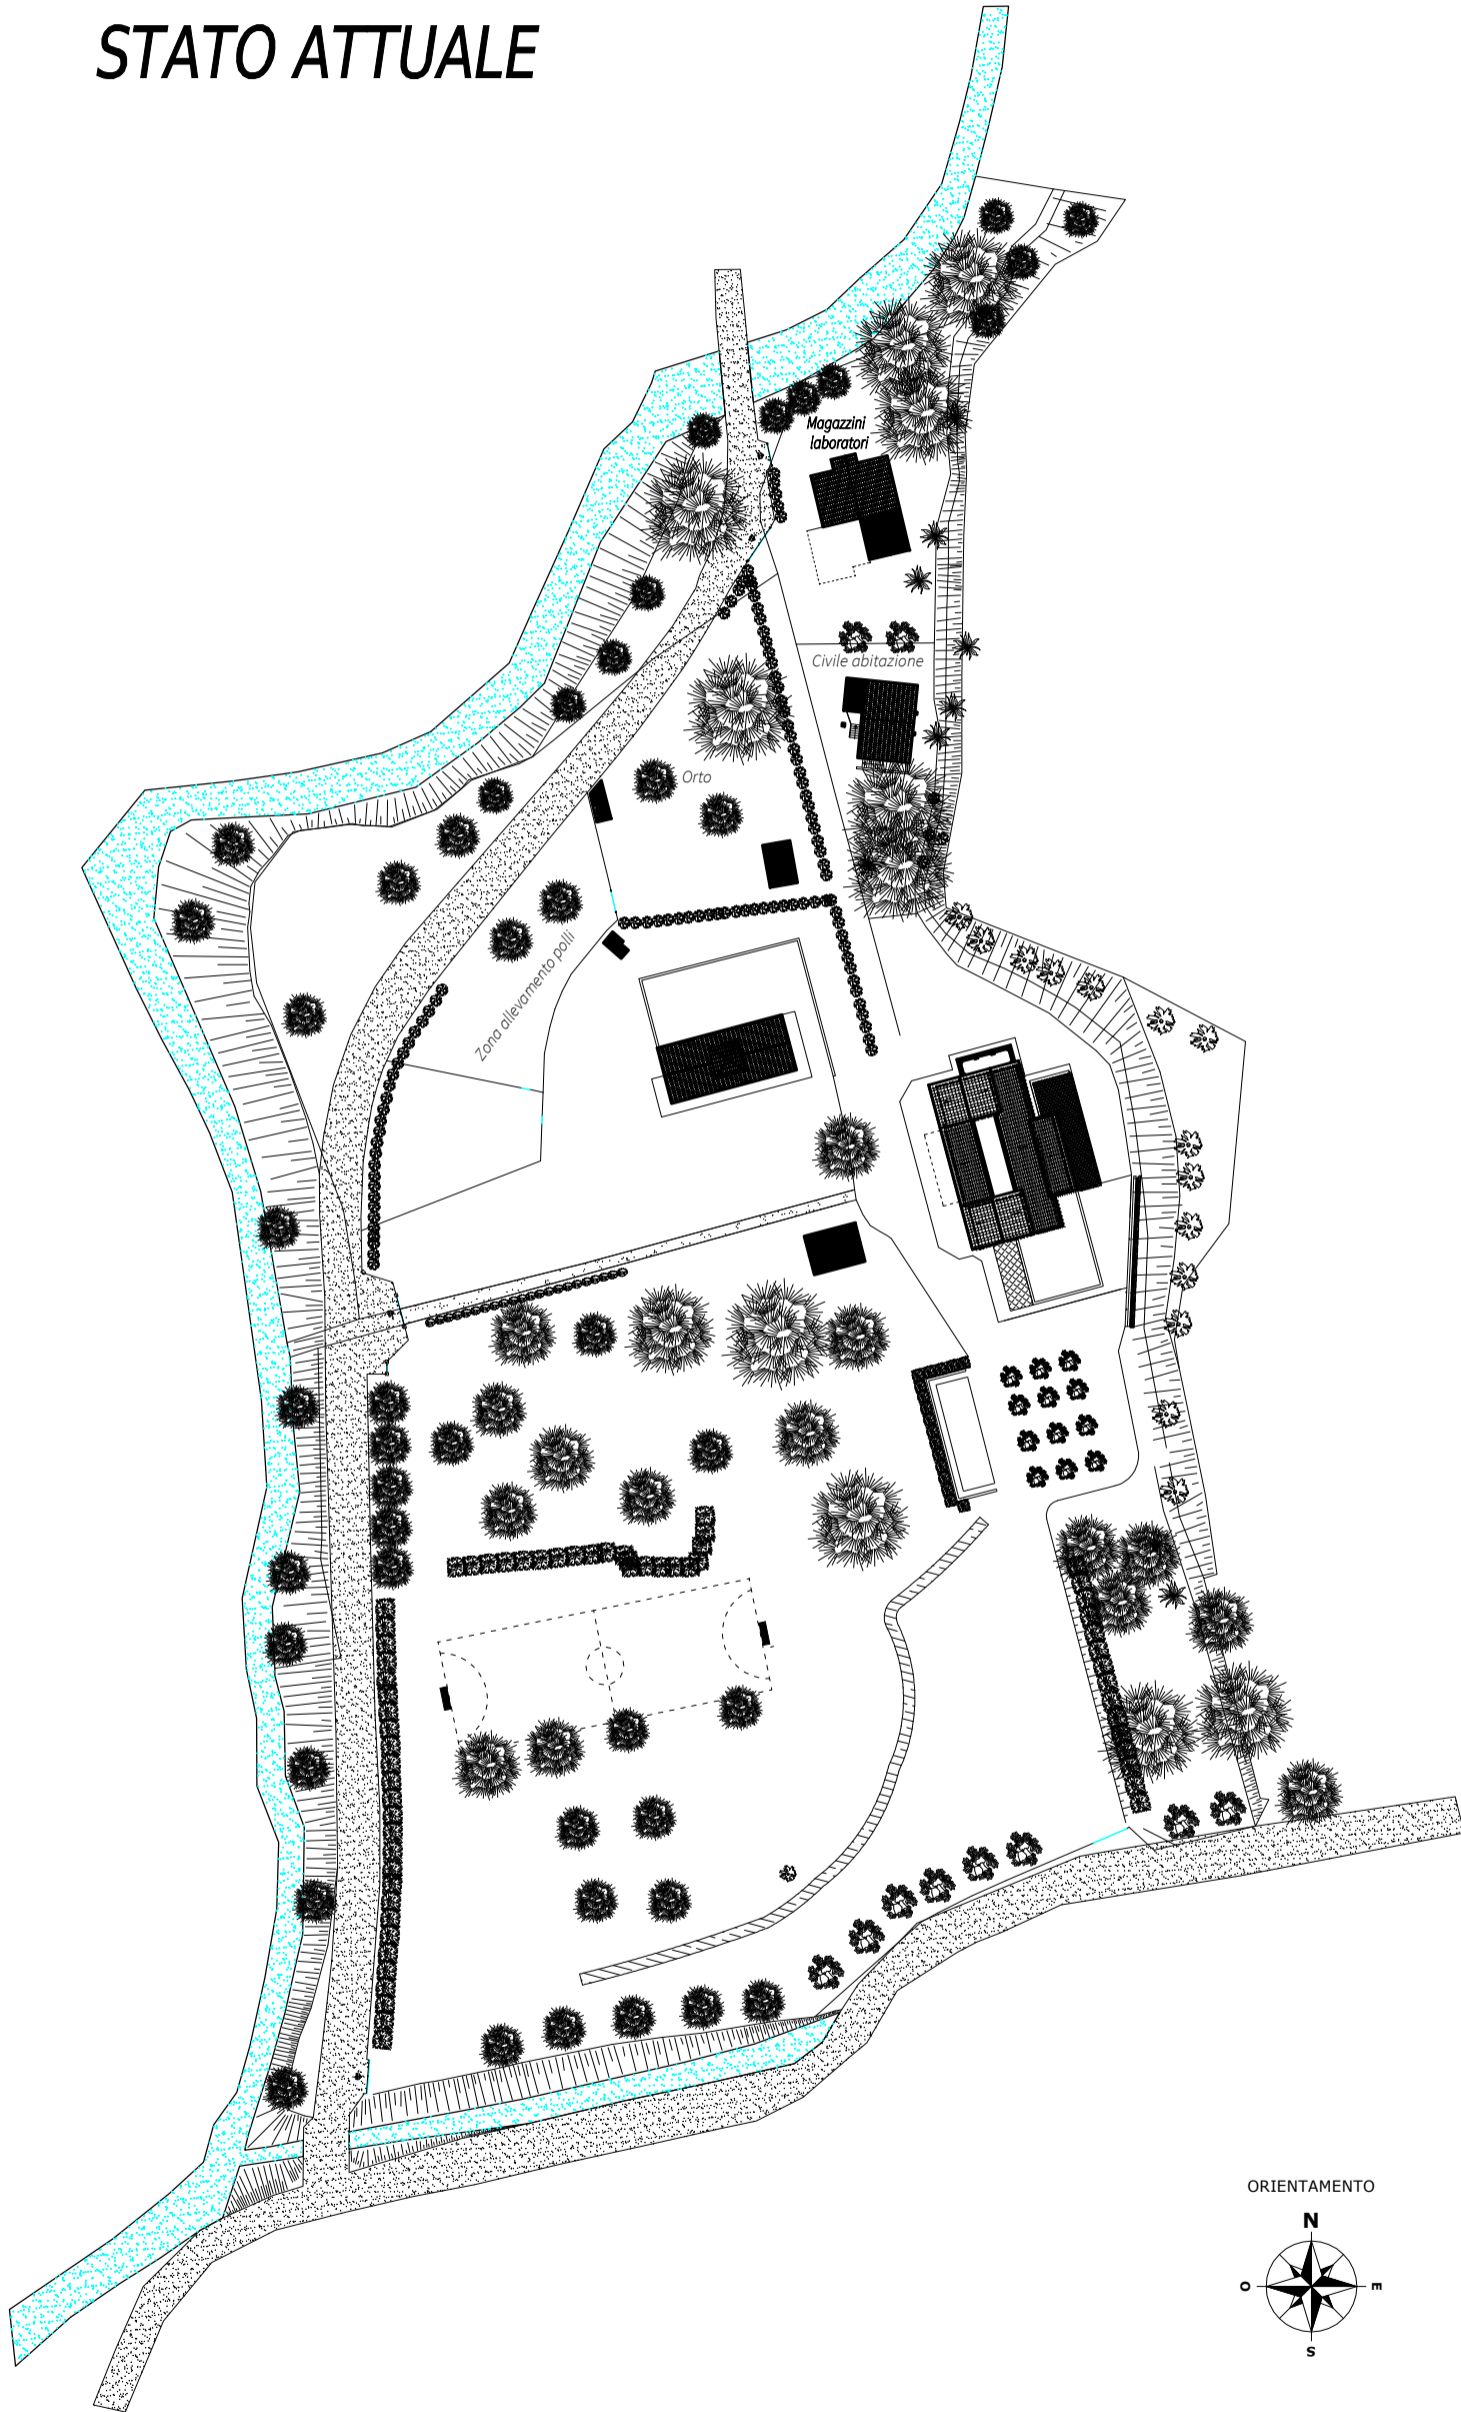 STATO ATTUALE
Magazzini
laboratori
Civile abitazione
Orto
Zona allevamento polli
ORIENTAMENTO
N
O
E
S